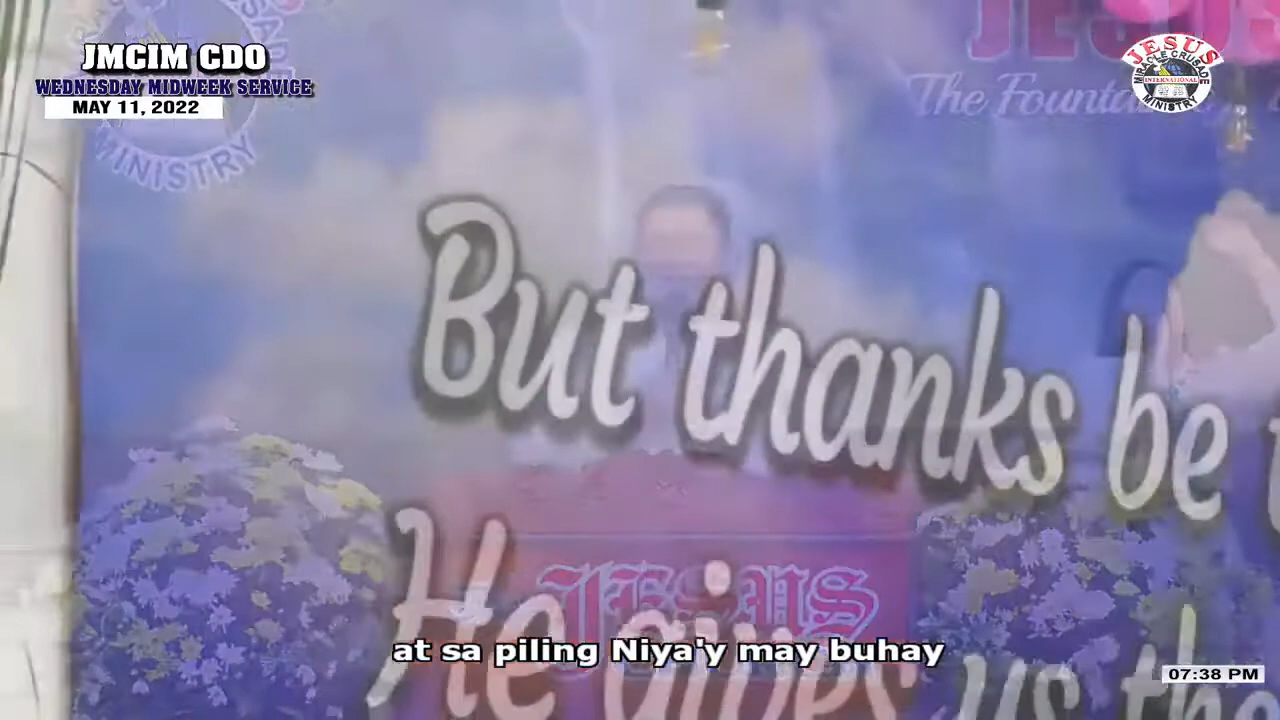 JMCIM CDO
WEDNESDAY MIDWEEK SERVICE
MAY 11, 2022
MINISTRY
JESUS
The Founta
JESUS
MIRACLE CRUSADE
INTERNATIONAL
MINISTRY
But thanks be
He gives us the
JESUS
at sa piling Niya'y may buhay
07:38 PM